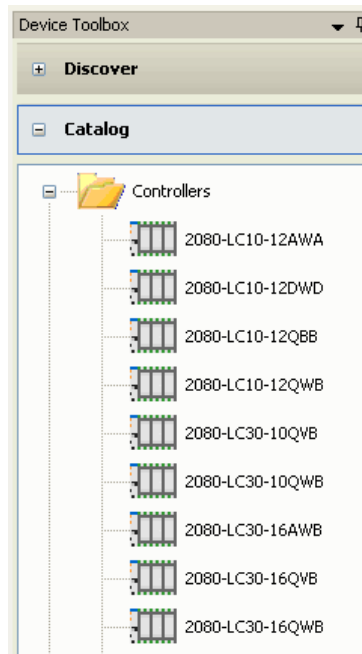 Device Toolbox
Discover
Catalog
Controllers
2080-LC10-12AWA
2080-LC10-12DWD
2080-LC10-12QBB
2080-LC10-12QWB
2080-LC30-10QVB
2080-LC30-10QWB
2080-LC30-16AWB
2080-LC30-16QVB
2080-LC30-16QWB